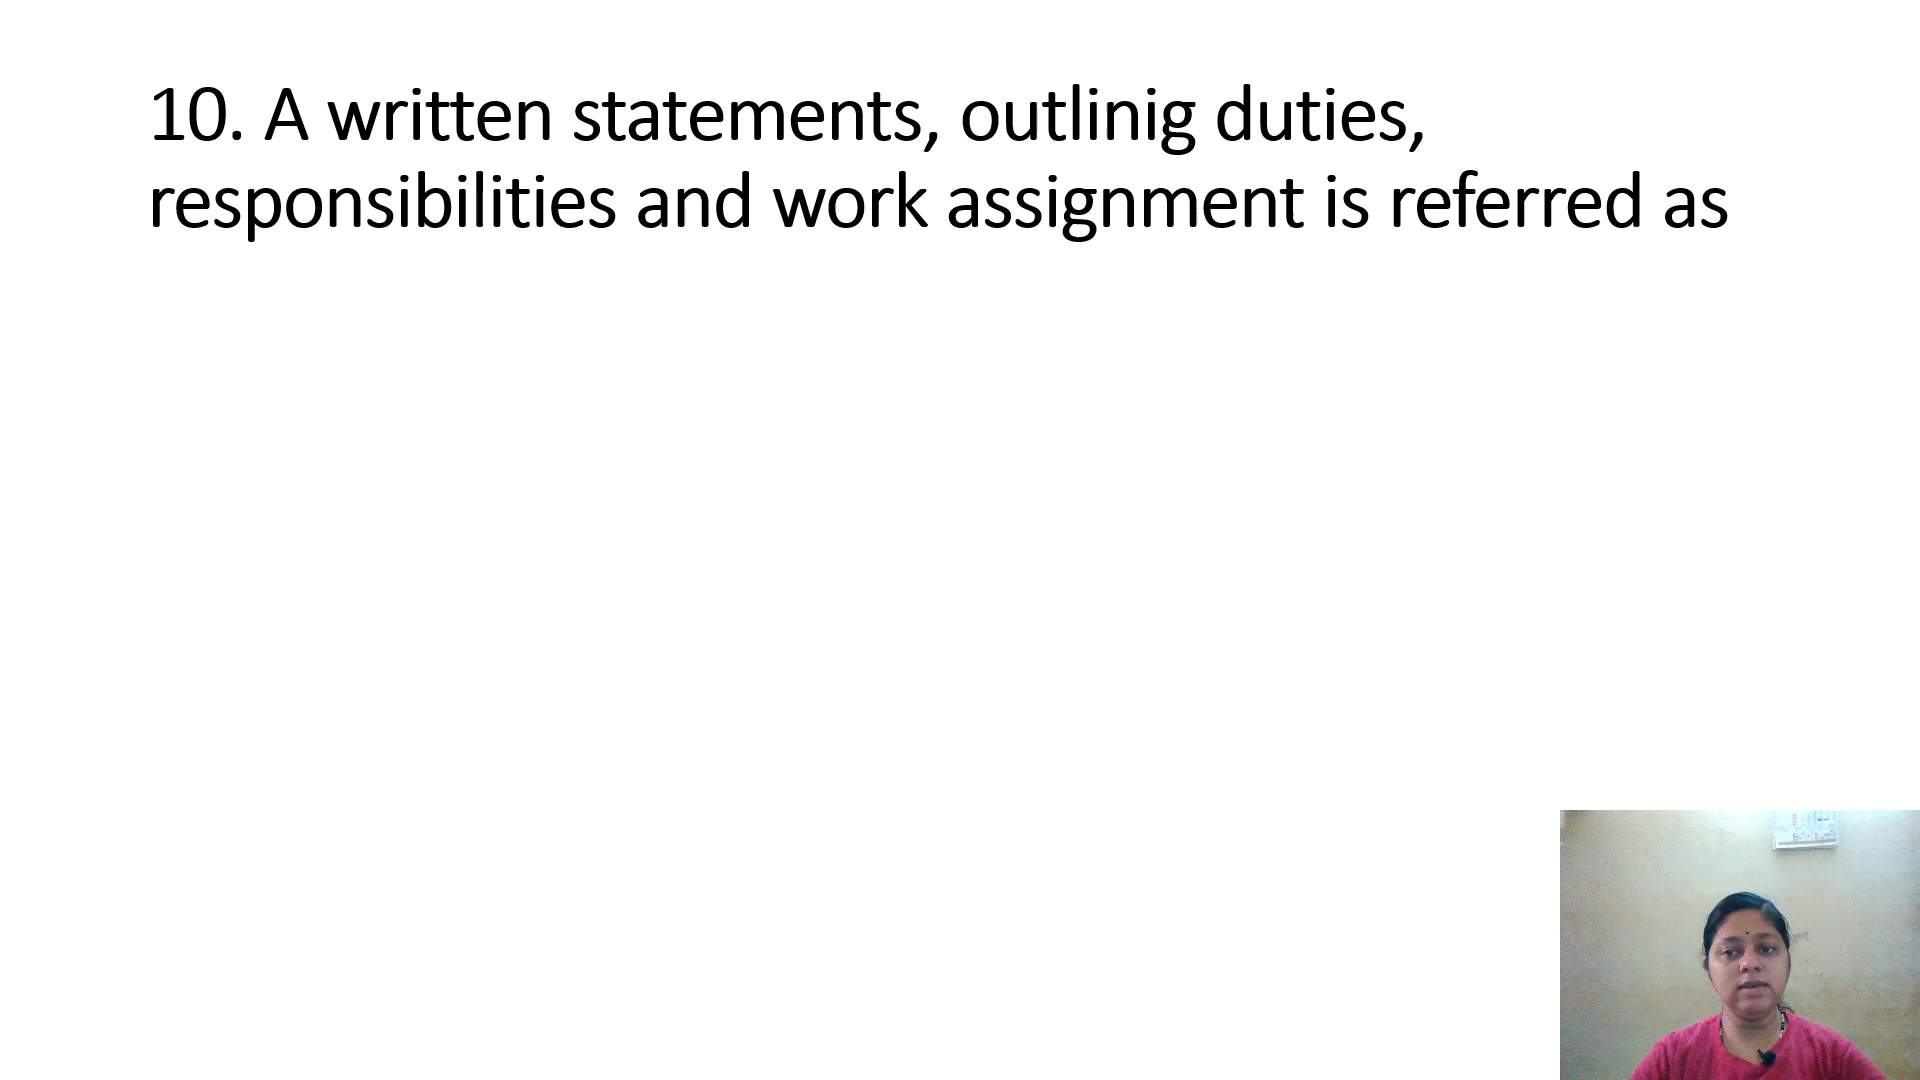 10. A written statements, outlinig duties,
responsibilities and work assignment is referred as